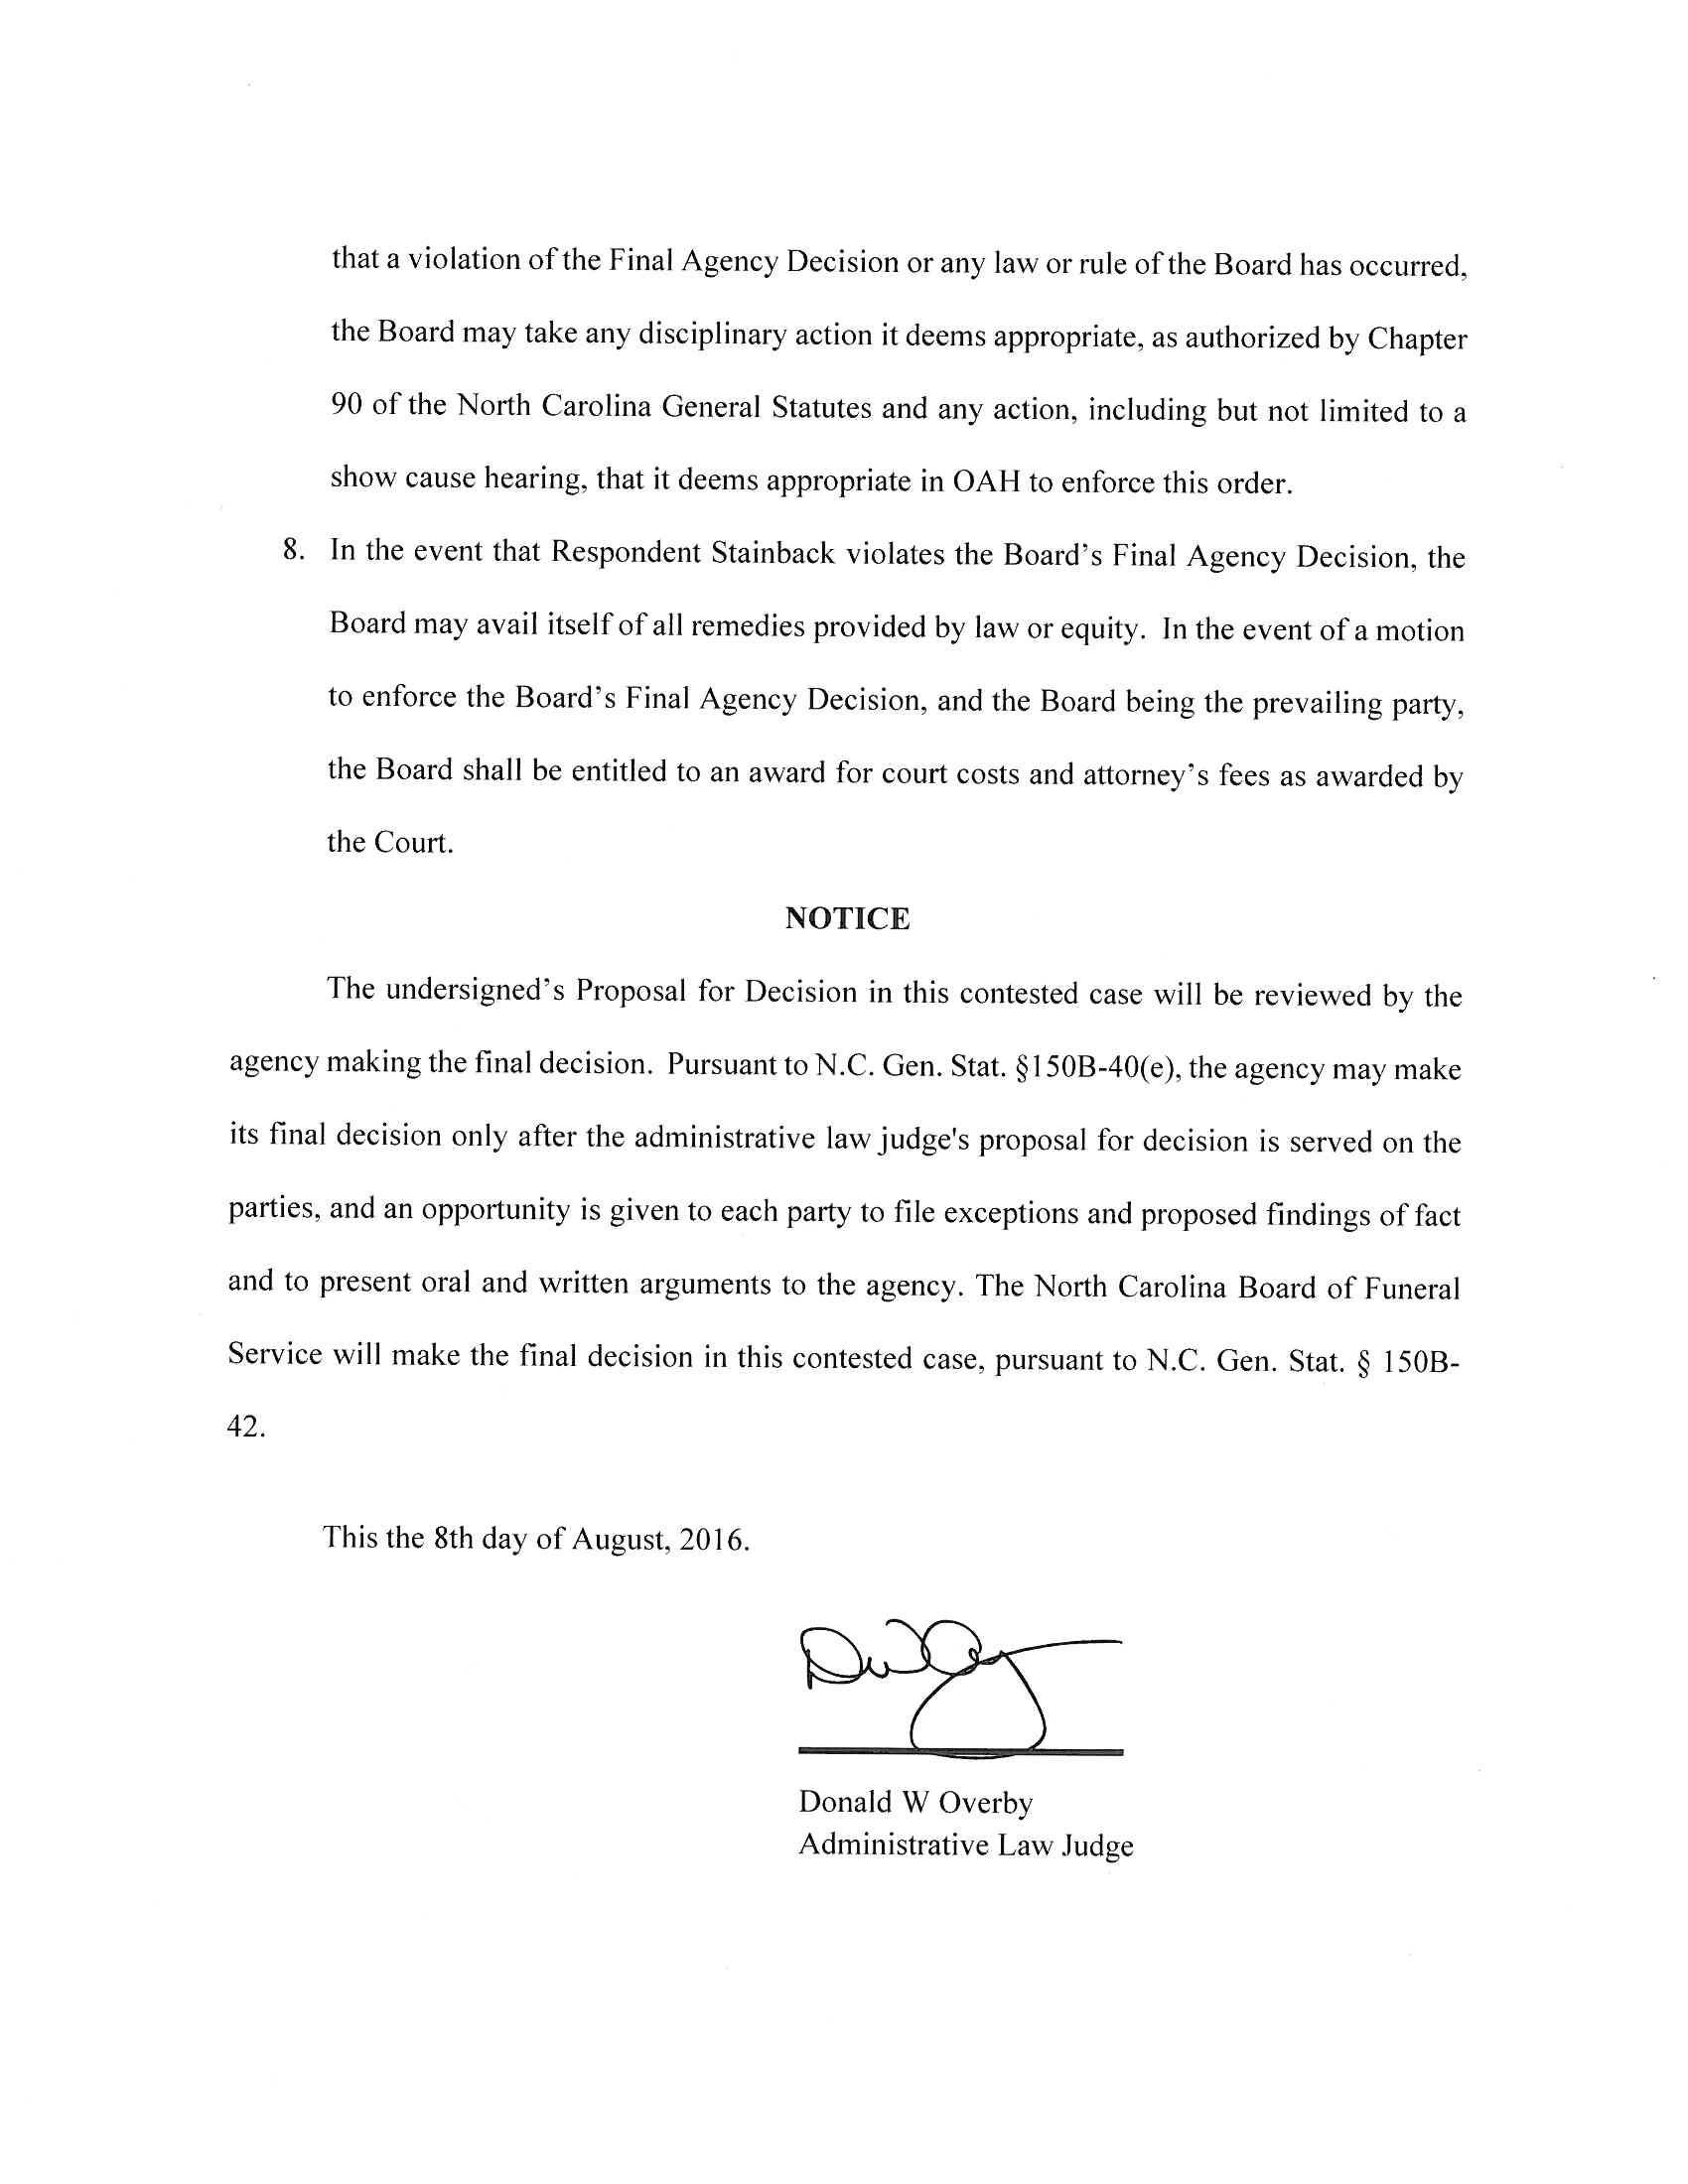 that a violation of the Final Agency Decision or any law or rule of the Board has occurred,
the Board may take any disciplinary action it deems appropriate, as authorized by Chapter
90 of the North Carolina General Statutes and any action, including but not limited to a
show cause hearing, that it deems appropriate in OAH to enforce this order.
8. In the event that Respondent Stainback violates the Board's Final Agency Decision, the
Board may avail itself of all remedies provided by law or equity. In the event of a motion
to enforce the Board's Final Agency Decision, and the Board being the prevailing party,
the Board shall be entitled to an award for court costs and attorney's fees as awarded by
the Court.
NOTICE
The undersigned's Proposal for Decision in this contested case will be reviewed by the
agency making the final decision. Pursuant to N.C. Gen. Stat. §150B-40(e), the agency may make
its final decision only after the administrative law judge's proposal for decision is served on the
parties, and an opportunity is given to each party to file exceptions and proposed findings of fact
and to present oral and written arguments to the agency. The North Carolina Board of Funeral
Service will make the final decision in this contested case, pursuant to N.C. Gen. Stat. § 150B-
42.
This the 8th day of August, 2016.
Donald W Overby
Administrative Law Judge